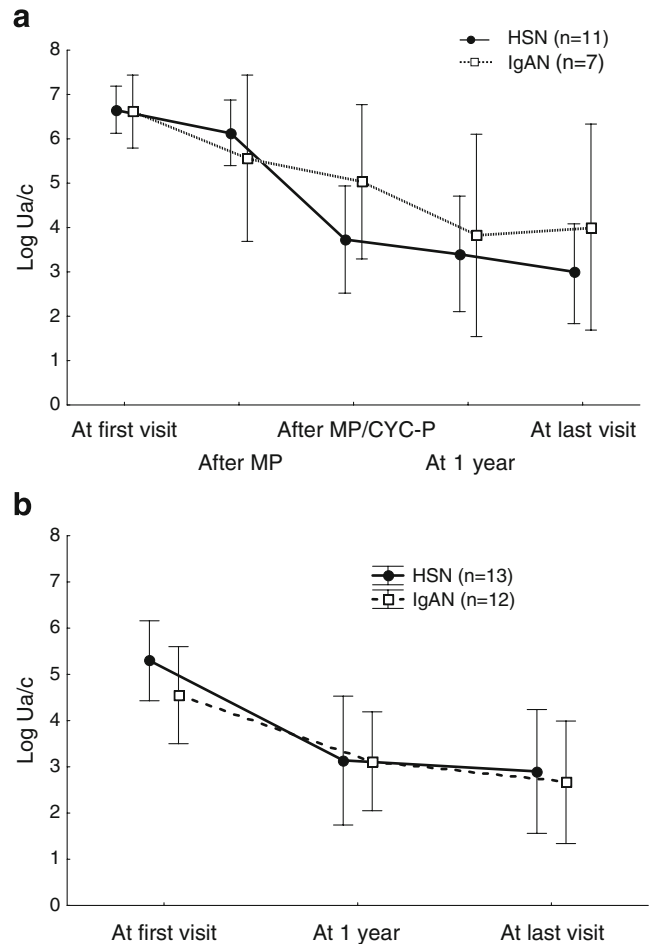 a
HSN (n=11)
IgAN (n=7)
8
7
6
5
4
3
2
1
0
Log Ua/c
At first visit
After MP/CYC-P
At last visit
After MP
At 1 year
b
HSN (n=13)
IgAN (n=12)
8
7
6
5
4
3
2
1
0
Log Ua/c
At first visit
At 1 year
At last visit